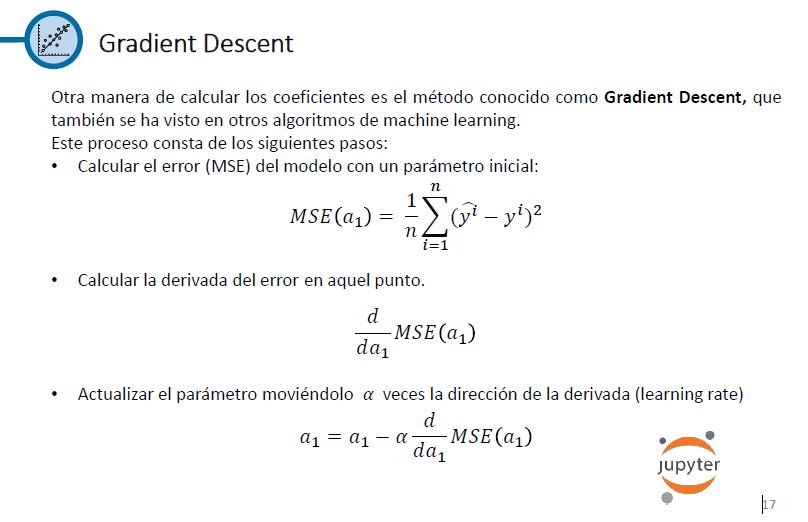 Gradient Descent
Otra manera de calcular los coeficientes es el método conocido como Gradient Descent, que
también se ha visto en otros algoritmos de machine learning.
Este proceso consta de los siguientes pasos:
• Calcular el error (MSE) del modelo con un parámetro inicial:
$MSE(a_1) = \frac{1}{n}\sum_{i=1}^{n}(\widehat{y^i} - y^i)^2$
• Calcular la derivada del error en aquel punto.
$\frac{d}{da_1}MSE(a_1)$
• Actualizar el parámetro moviéndolo α veces la dirección de la derivada (learning rate)
$a_1 = a_1 - \alpha\frac{d}{da_1}MSE(a_1)$
jupyter
17